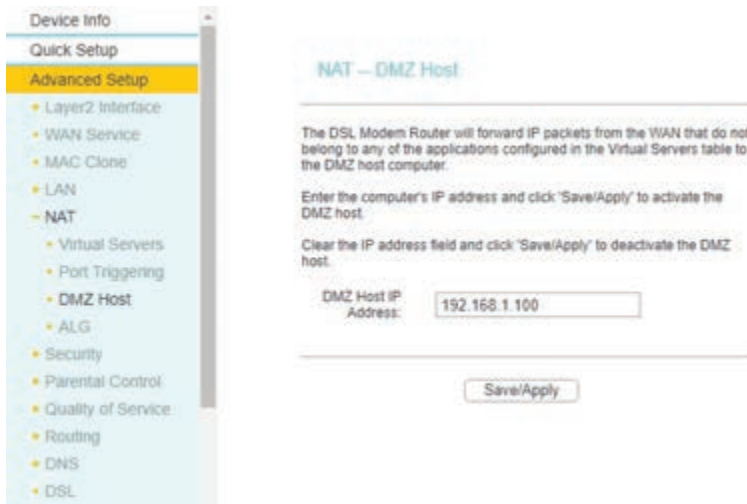 Device Info
Quick Setup
Advanced Setup
Layer2 Interface
WAN Service
MAC Clone
LAN
NAT
Virtual Servers
Port Triggering
DMZ Host
ALG
Security
Parental Control
Quality of Service
Routing
DNS
DSL
NAT -- DMZ Host
The DSL Modem Router will forward IP packets from the WAN that do not
belong to any of the applications configured in the Virtual Servers table to
the DMZ host computer.
Enter the computer's IP address and click 'Save/Apply' to activate the
DMZ host.
Clear the IP address field and click 'Save/Apply' to deactivate the DMZ
host.
DMZ Host IP
Address:
192.168.1.100
Save/Apply